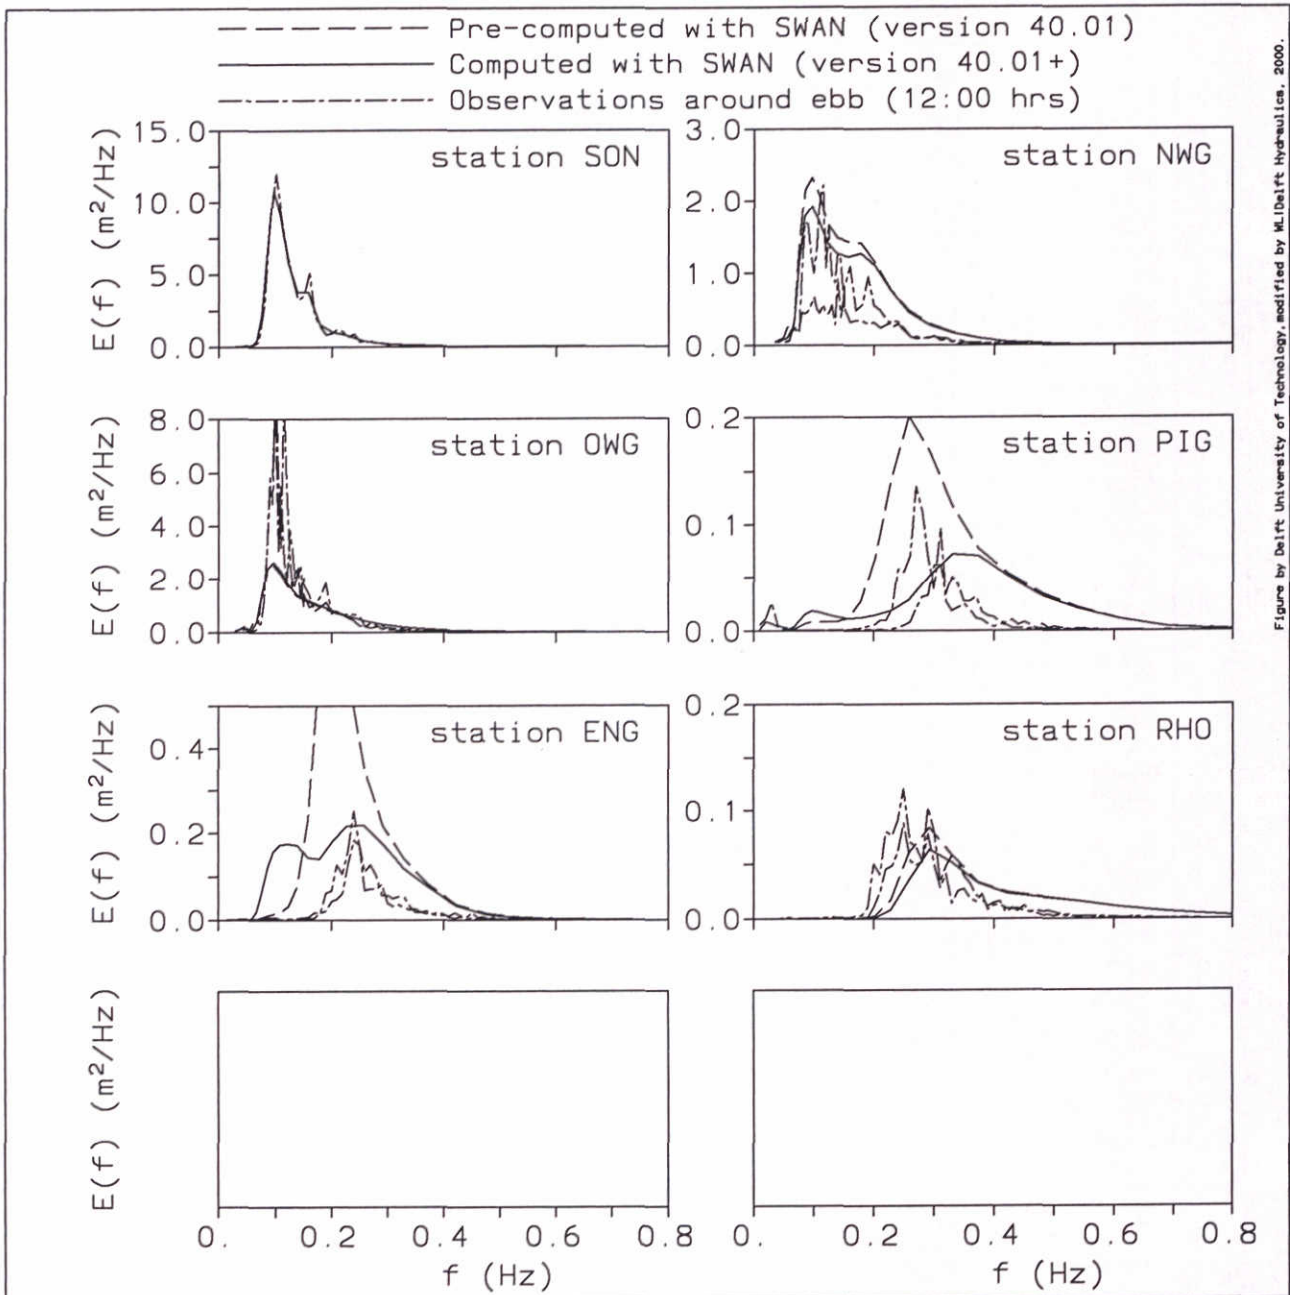 Pre-computed with SWAN (version 40.01)
Computed with SWAN (version 40.01+)
Observations around ebb (12:00 hrs)
E(f) (m²/Hz)
15.0
10.0
5.0
0.0
station SON
3.0
2.0
1.0
0.0
station NWG
E(f) (m²/Hz)
8.0
6.0
4.0
2.0
0.0
station OWG
0.2
0.1
0.0
station PIG
E(f) (m²/Hz)
0.4
0.2
0.0
station ENG
0.2
0.1
0.0
station RHO
E(f) (m²/Hz)
0. 0.2 0.4 0.6 0.8
f (Hz)
0.2 0.4 0.6 0.8
f (Hz)
Figure by Delft University of Technology, modified by WL|Delft Hydraulics, 2000.